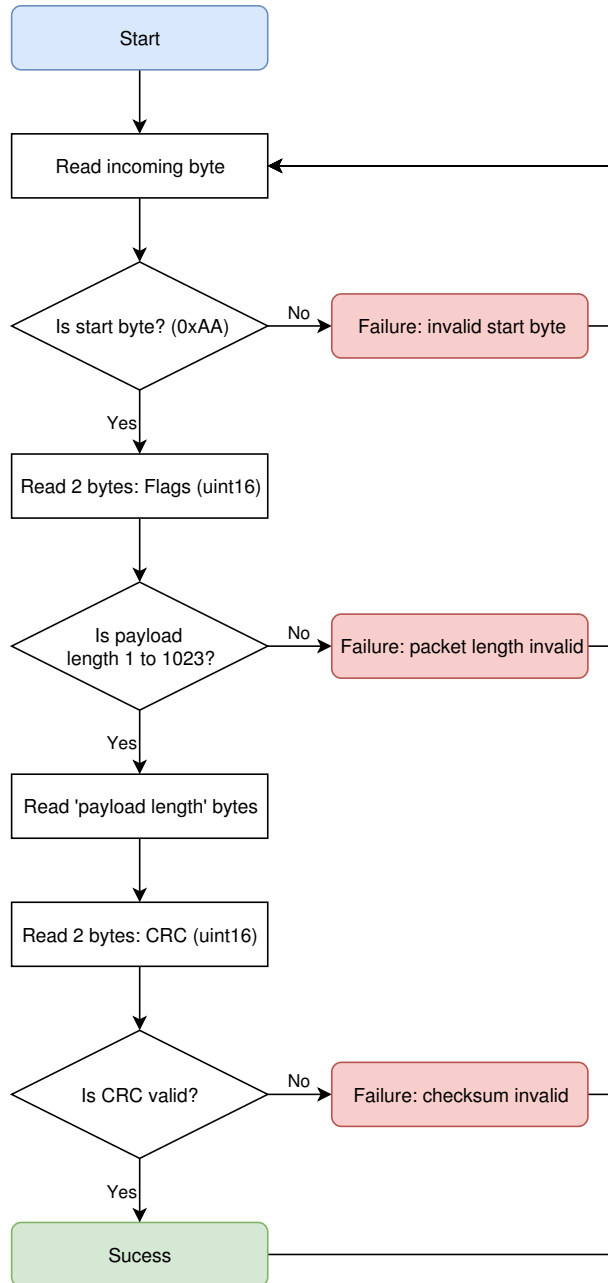 Start
Read incoming byte
Is start byte? (0xAA)
No
Failure: invalid start byte
Yes
Read 2 bytes: Flags (uint16)
Is payload
length 1 to 1023?
No
Failure: packet length invalid
Yes
Read 'payload length' bytes
Read 2 bytes: CRC (uint16)
Is CRC valid?
No
Failure: checksum invalid
Yes
Sucess